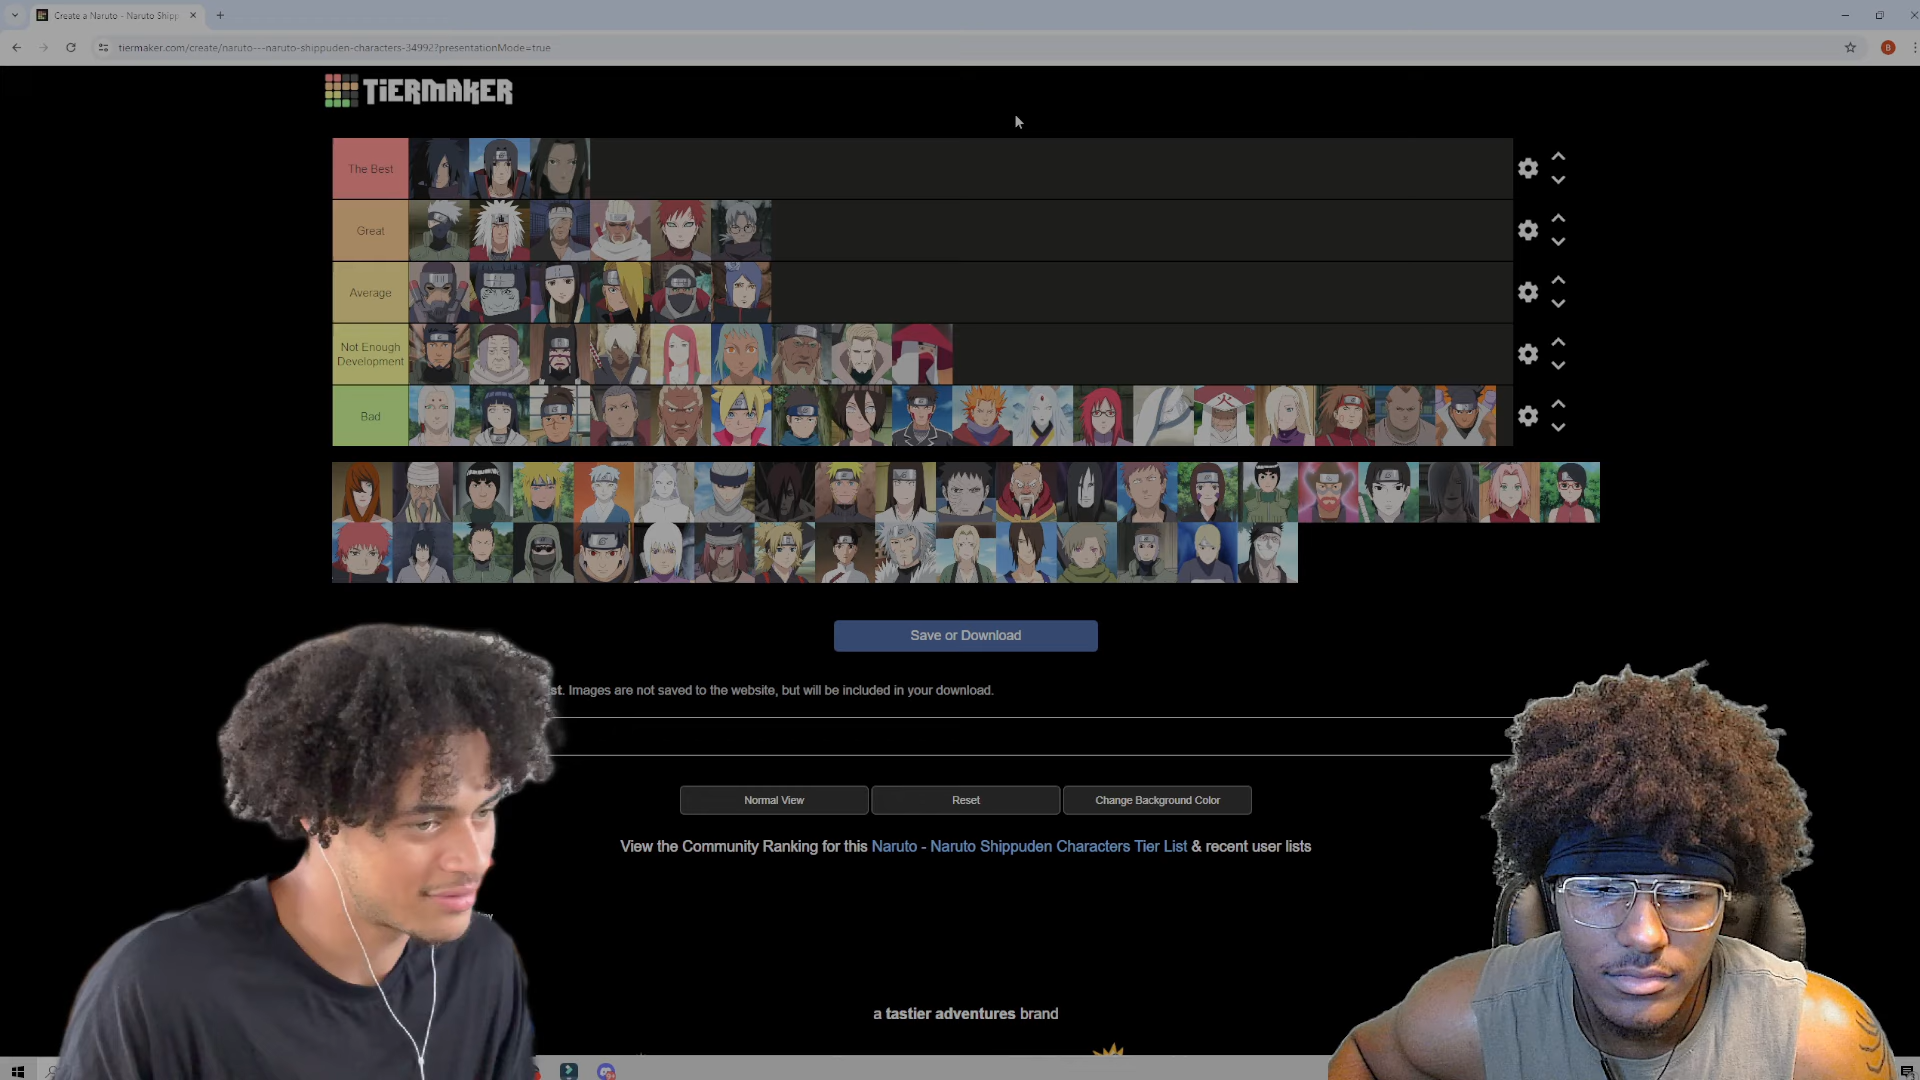 Create a Naruto - Naruto Shipp
tiermaker.com/create/naruto---naruto-shippuden-characters-34992?presentationMode=true
B
TIERMAKER
The Best
Great
Average
Not Enough
Development
Bad
Save or Download
st. Images are not saved to the website, but will be included in your download.
Normal View
Reset
Change Background Color
View the Community Ranking for this Naruto - Naruto Shippuden Characters Tier List & recent user lists
a tastier adventures brand